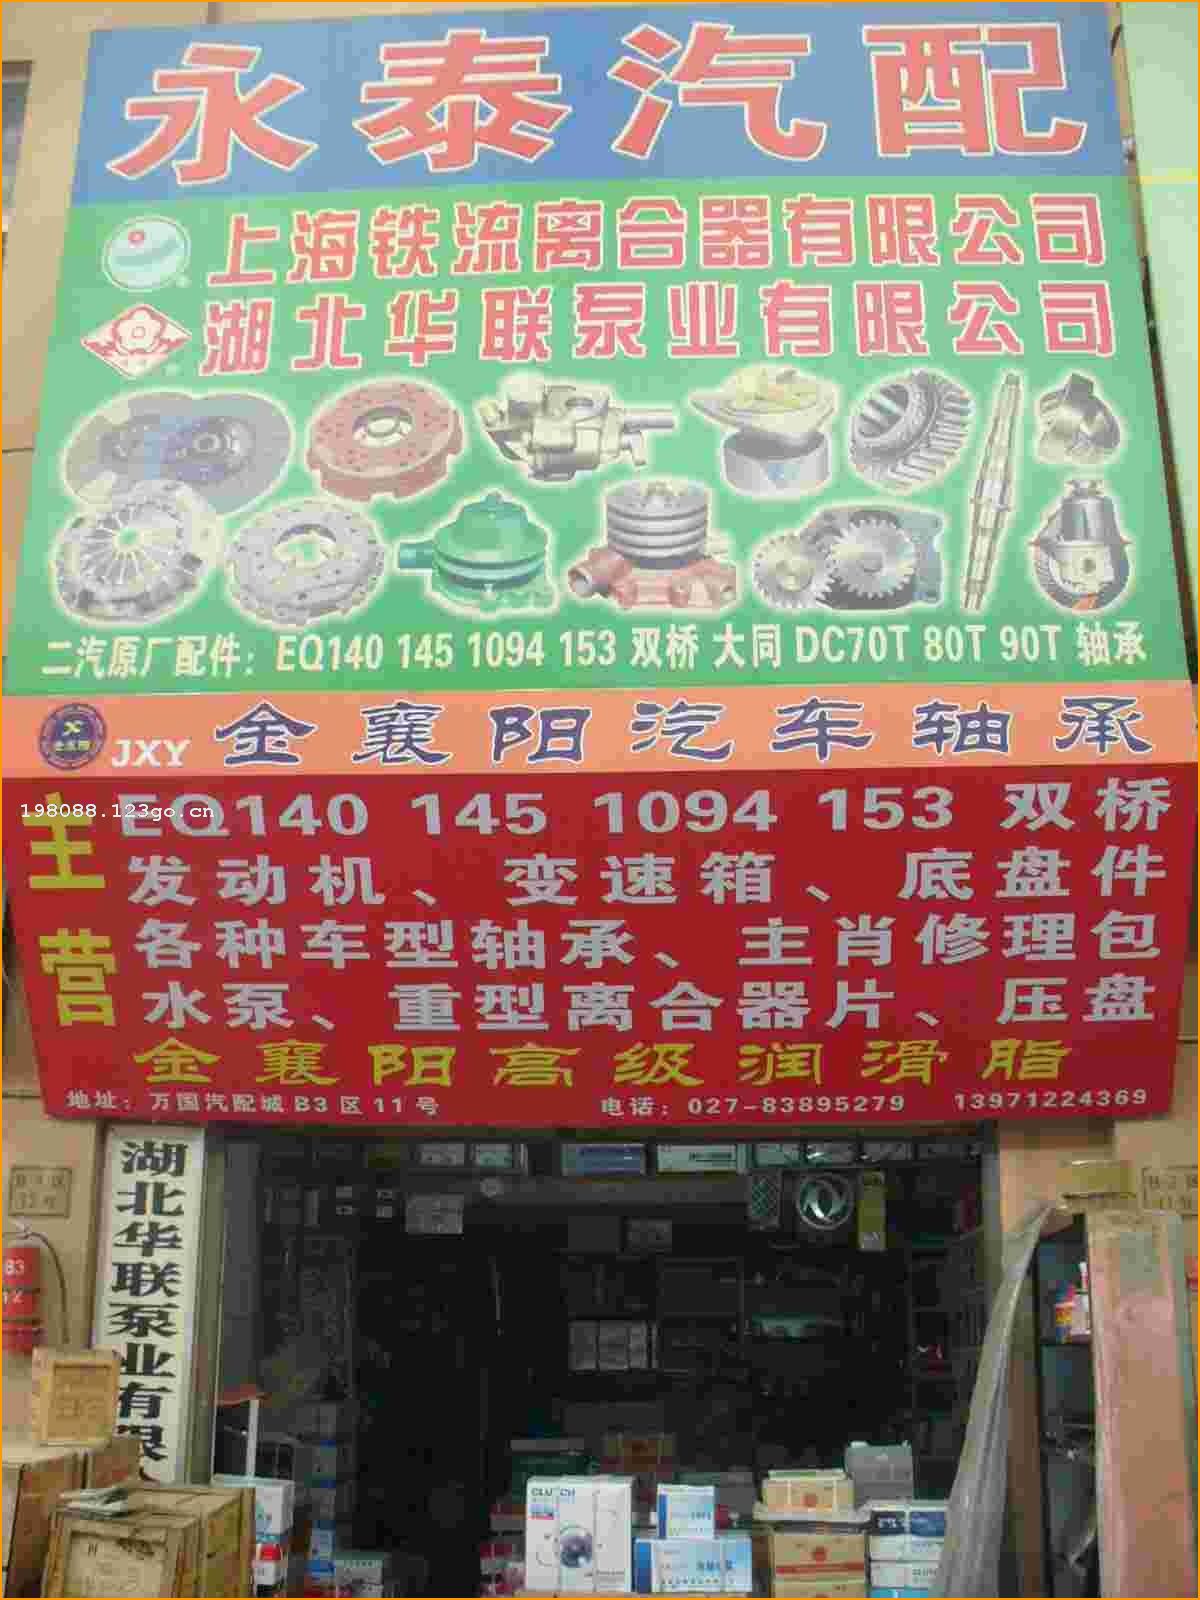 永泰汽配
上海铁流离合器有限公司
湖北华联泵业有限公司
二汽原厂配件：EQ140 145 1094 153 双桥 大同 DC70T 80T 90T 轴承
JXY 金襄阳汽车轴承
198088.123go.cn
主营
EQ140 145 1094 153 双桥
发动机、变速箱、底盘件
各种车型轴承、主肖修理包
水泵、重型离合器片、压盘
金襄阳高级润滑脂
地址：万国汽配城B3区11号 电话：027-83895279 13971224369
湖北华联泵业有限
B3
CLUTCH